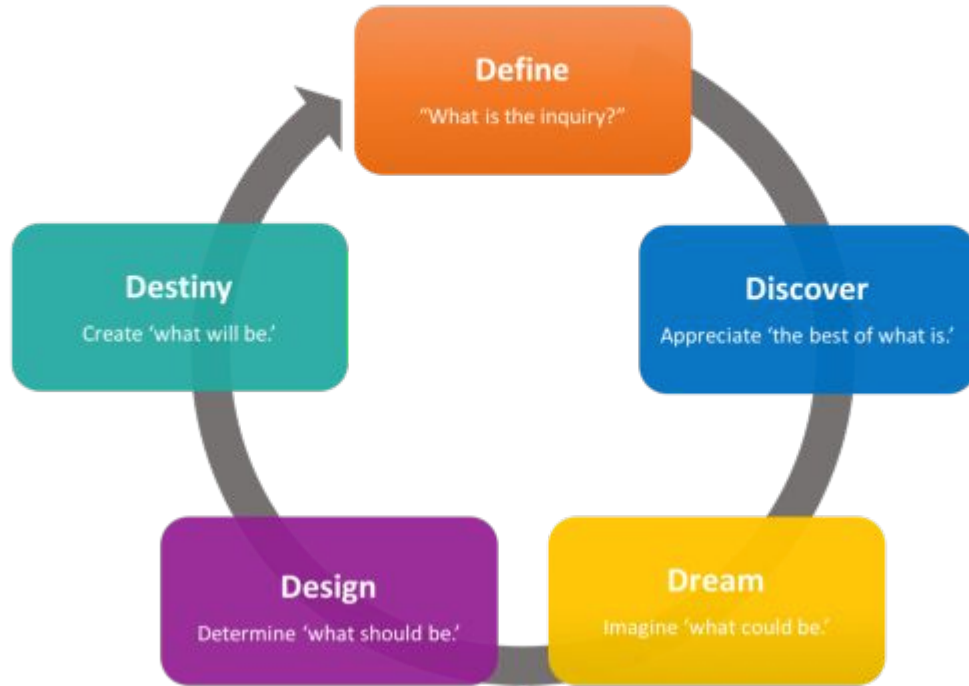 Define
“What is the inquiry?”
Discover
Appreciate ‘the best of what is.’
Dream
Imagine ‘what could be.’
Design
Determine ‘what should be.’
Destiny
Create ‘what will be.’